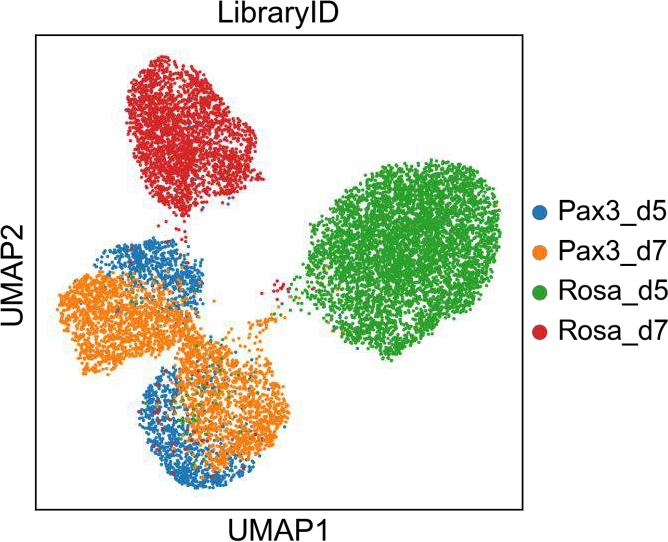 LibraryID
UMAP2
Pax3_d5
Pax3_d7
Rosa_d5
Rosa_d7
UMAP1